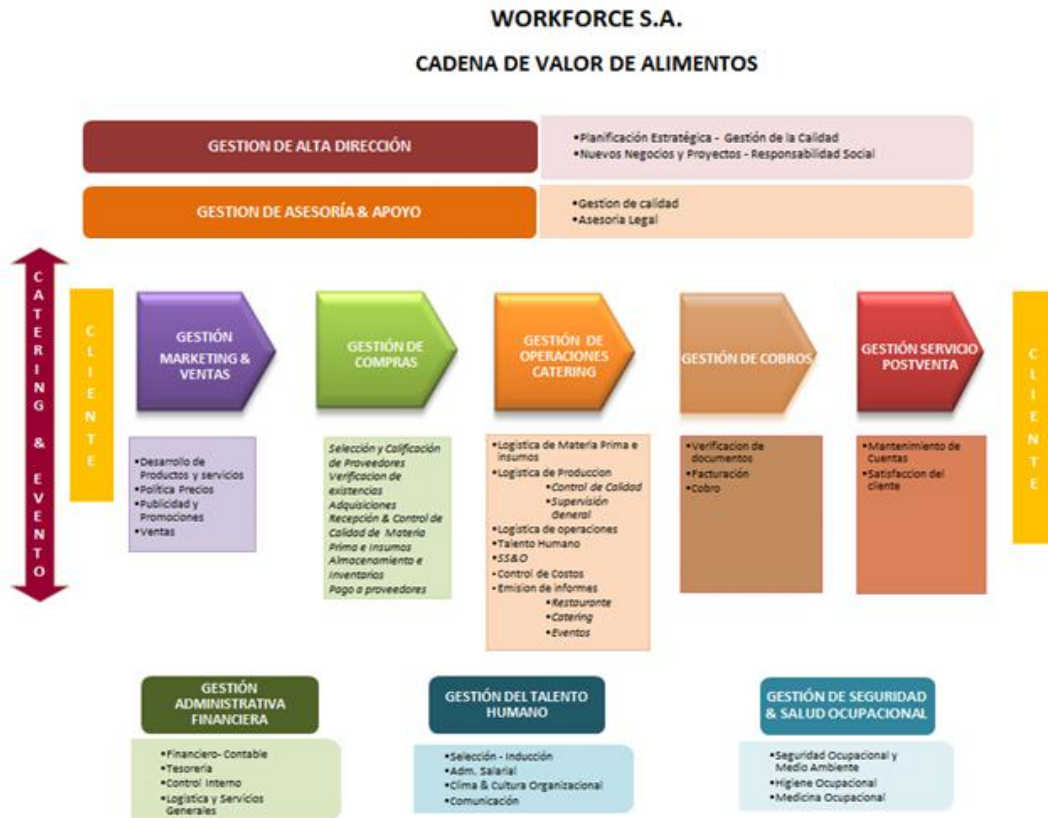 WORKFORCE S.A.
CADENA DE VALOR DE ALIMENTOS
GESTION DE ALTA DIRECCIÓN
•Planificación Estratégica - Gestión de la Calidad
•Nuevos Negocios y Proyectos - Responsabilidad Social
GESTION DE ASESORÍA & APOYO
•Gestion de calidad
•Asesoria Legal
CATERING & EVENTO
CLIENTE
GESTIÓN
MARKETING &
VENTAS
•Desarrollo de
Productos y servicios
•Política Precios
•Publicidad y
Promociones
•Ventas
GESTIÓN DE
COMPRAS
Selección y Calificación
de Proveedores
Verificacion de
existencias
Adquisiciones
Recepción & Control de
Calidad de Materia
Prima e Insumos
Almacenamiento e
Inventarios
Pago a proveedores
GESTIÓN DE
OPERACIONES
CATERING
•Logistica de Materia Prima e
insumos
•Logistica de Produccion
•Control de Calidad
•Supervisión
General
•Logistica de operaciones
•Talento Humano
•SS&O
- Control de Costos
- Emision de informes
•Restaurante
•Catering
•Eventos
GESTIÓN DE COBROS
•Verificacion de
documentos
•Facturación
•Cobro
GESTIÓN SERVICIO
POSTVENTA
•Mantenimiento de
Cuentas
•Satisfaccion del
cliente
CLIENTE
GESTIÓN
ADMINISTRATIVA
FINANCIERA
•Financiero- Contable
•Tesorería
•Control Interno
•Logística y Servicios
Generales
GESTIÓN DEL TALENTO
HUMANO
•Selección - Inducción
•Adm. Salarial
•Clima & Cultura Organizacional
•Comunicación
GESTIÓN DE SEGURIDAD
& SALUD OCUPACIONAL
•Seguridad Ocupacional y
Medio Ambiente
•Higiene Ocupacional
•Medicina Ocupacional